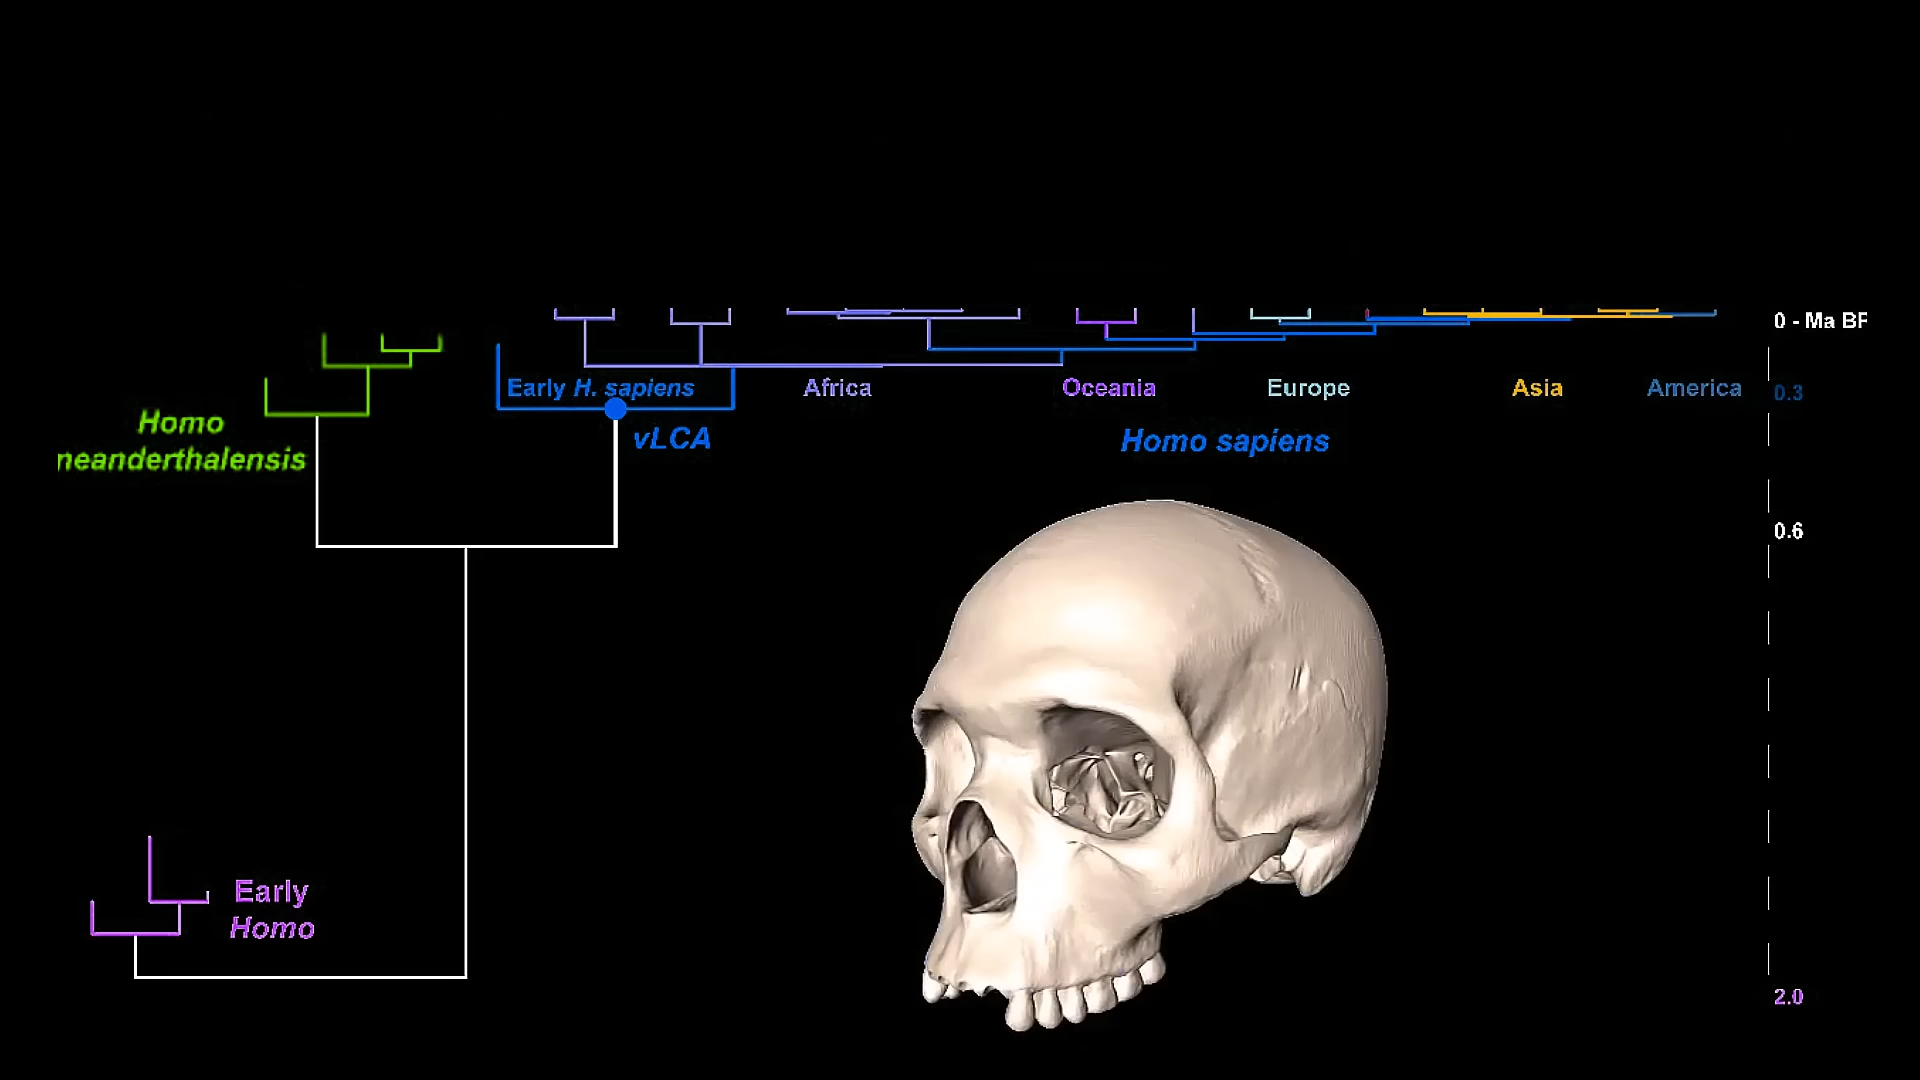 0 - Ma BP
Early H. sapiens
Africa
Oceania
Europe
Asia
America
0.3
Homo
neanderthalensis
vLCA
Homo sapiens
0.6
Early
Homo
2.0